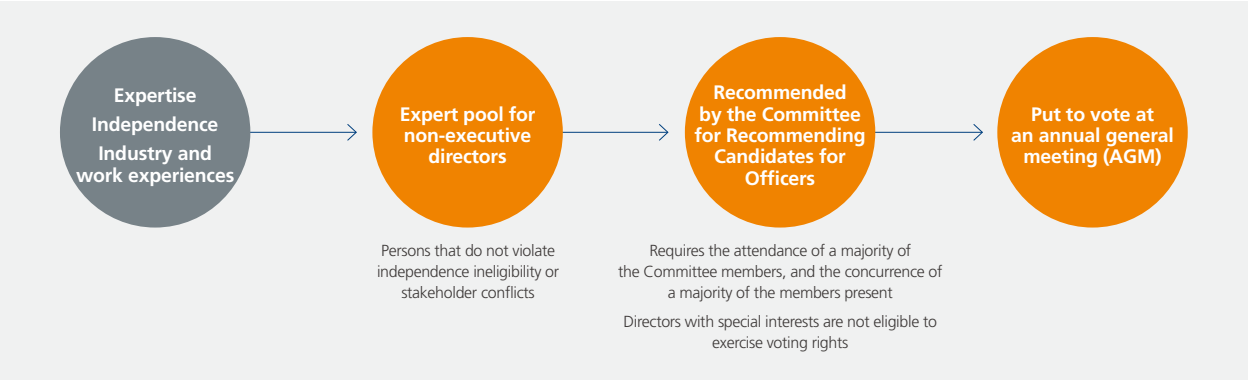 Expertise
Independence
Industry and
work experiences
Expert pool for
non-executive
directors
Persons that do not violate
independence ineligibility or
stakeholder conflicts
Recommended
by the Committee
for Recommending
Candidates for
Officers
Requires the attendance of a majority of
the Committee members, and the concurrence of
a majority of the members present
Directors with special interests are not eligible to
exercise voting rights
Put to vote at
an annual general
meeting (AGM)